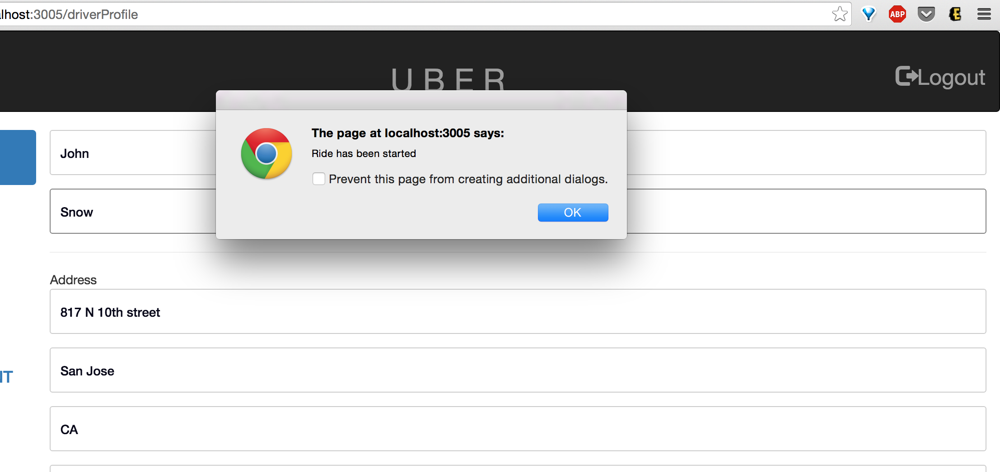 lhost:3005/driverProfile
ABP
E
UBER
Logout
The page at localhost:3005 says:
Ride has been started
Prevent this page from creating additional dialogs.
OK
John
Snow
Address
817 N 10th street
San Jose
NT
CA